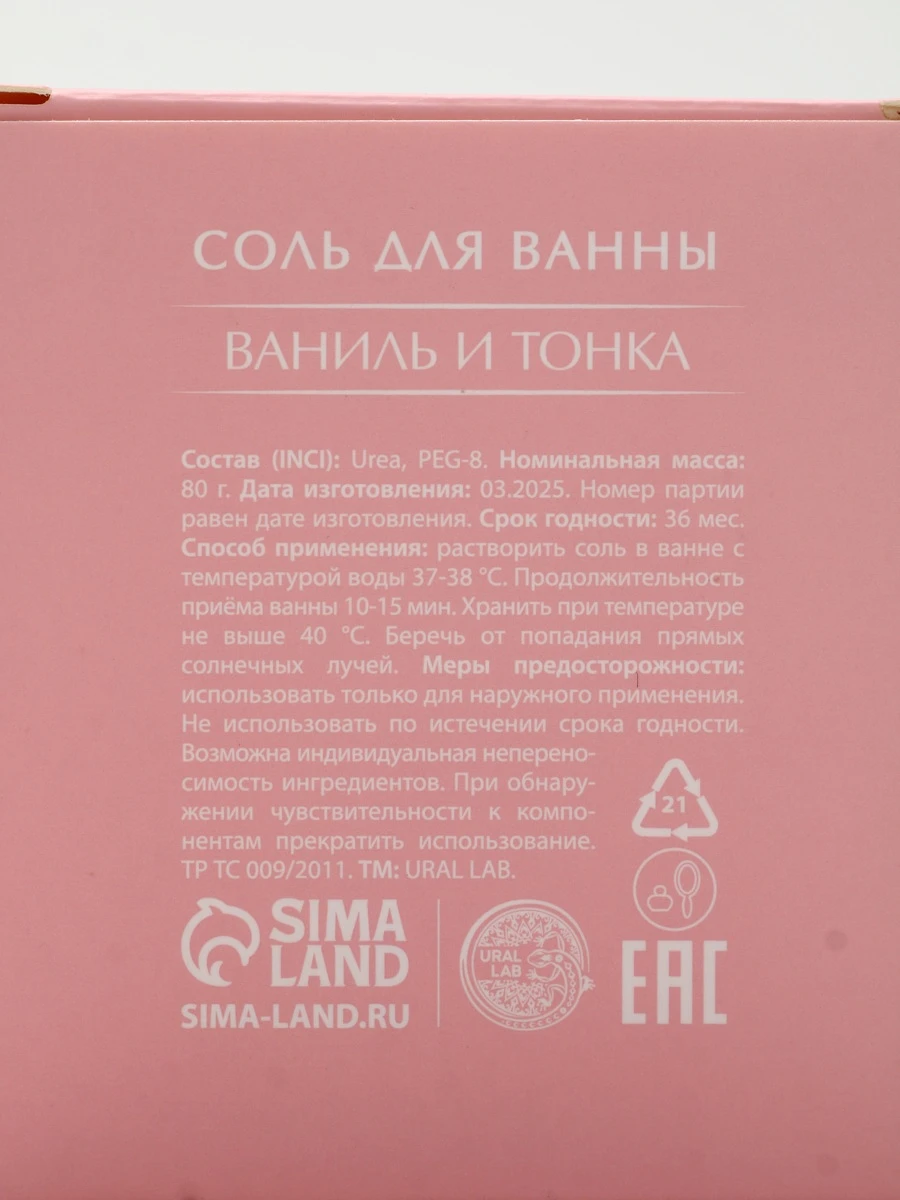 СОЛЬ ДЛЯ ВАННЫ
ВАНИЛЬ И ТОНКА
Состав (INCI): Urea, PEG-8. Номинальная масса:
80 г. Дата изготовления: 03.2025. Номер партии
равен дате изготовления. Срок годности: 36 мес.
Способ применения: растворить соль в ванне с
температурой воды 37-38 °C. Продолжительность
приёма ванны 10-15 мин. Хранить при температуре
не выше 40 °C. Беречь от попадания прямых
солнечных лучей. Меры предосторожности:
использовать только для наружного применения.
Не использовать по истечении срока годности.
Возможна индивидуальная неперено-
симость ингредиентов. При обнару-
жении чувствительности к компо-
нентам прекратить использование.
ТР ТС 009/2011. ТМ: URAL LAB.
21
SIMA
LAND
SIMA-LAND.RU
URAL
LAB
EAC